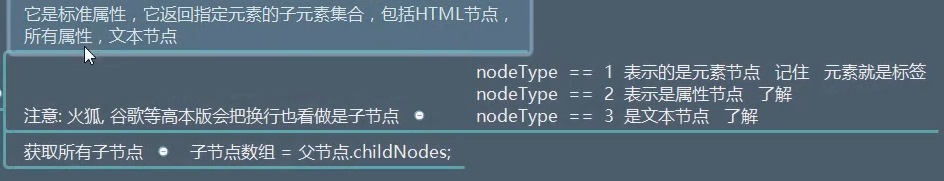 它是标准属性，它返回指定元素的子元素集合，包括HTML节点，
所有属性，文本节点
nodeType == 1 表示的是元素节点 记住 元素就是标签
nodeType == 2 表示是属性节点 了解
注意: 火狐, 谷歌等高本版会把换行也看做是子节点
nodeType == 3 是文本节点 了解
获取所有子节点
子节点数组 = 父节点.childNodes;